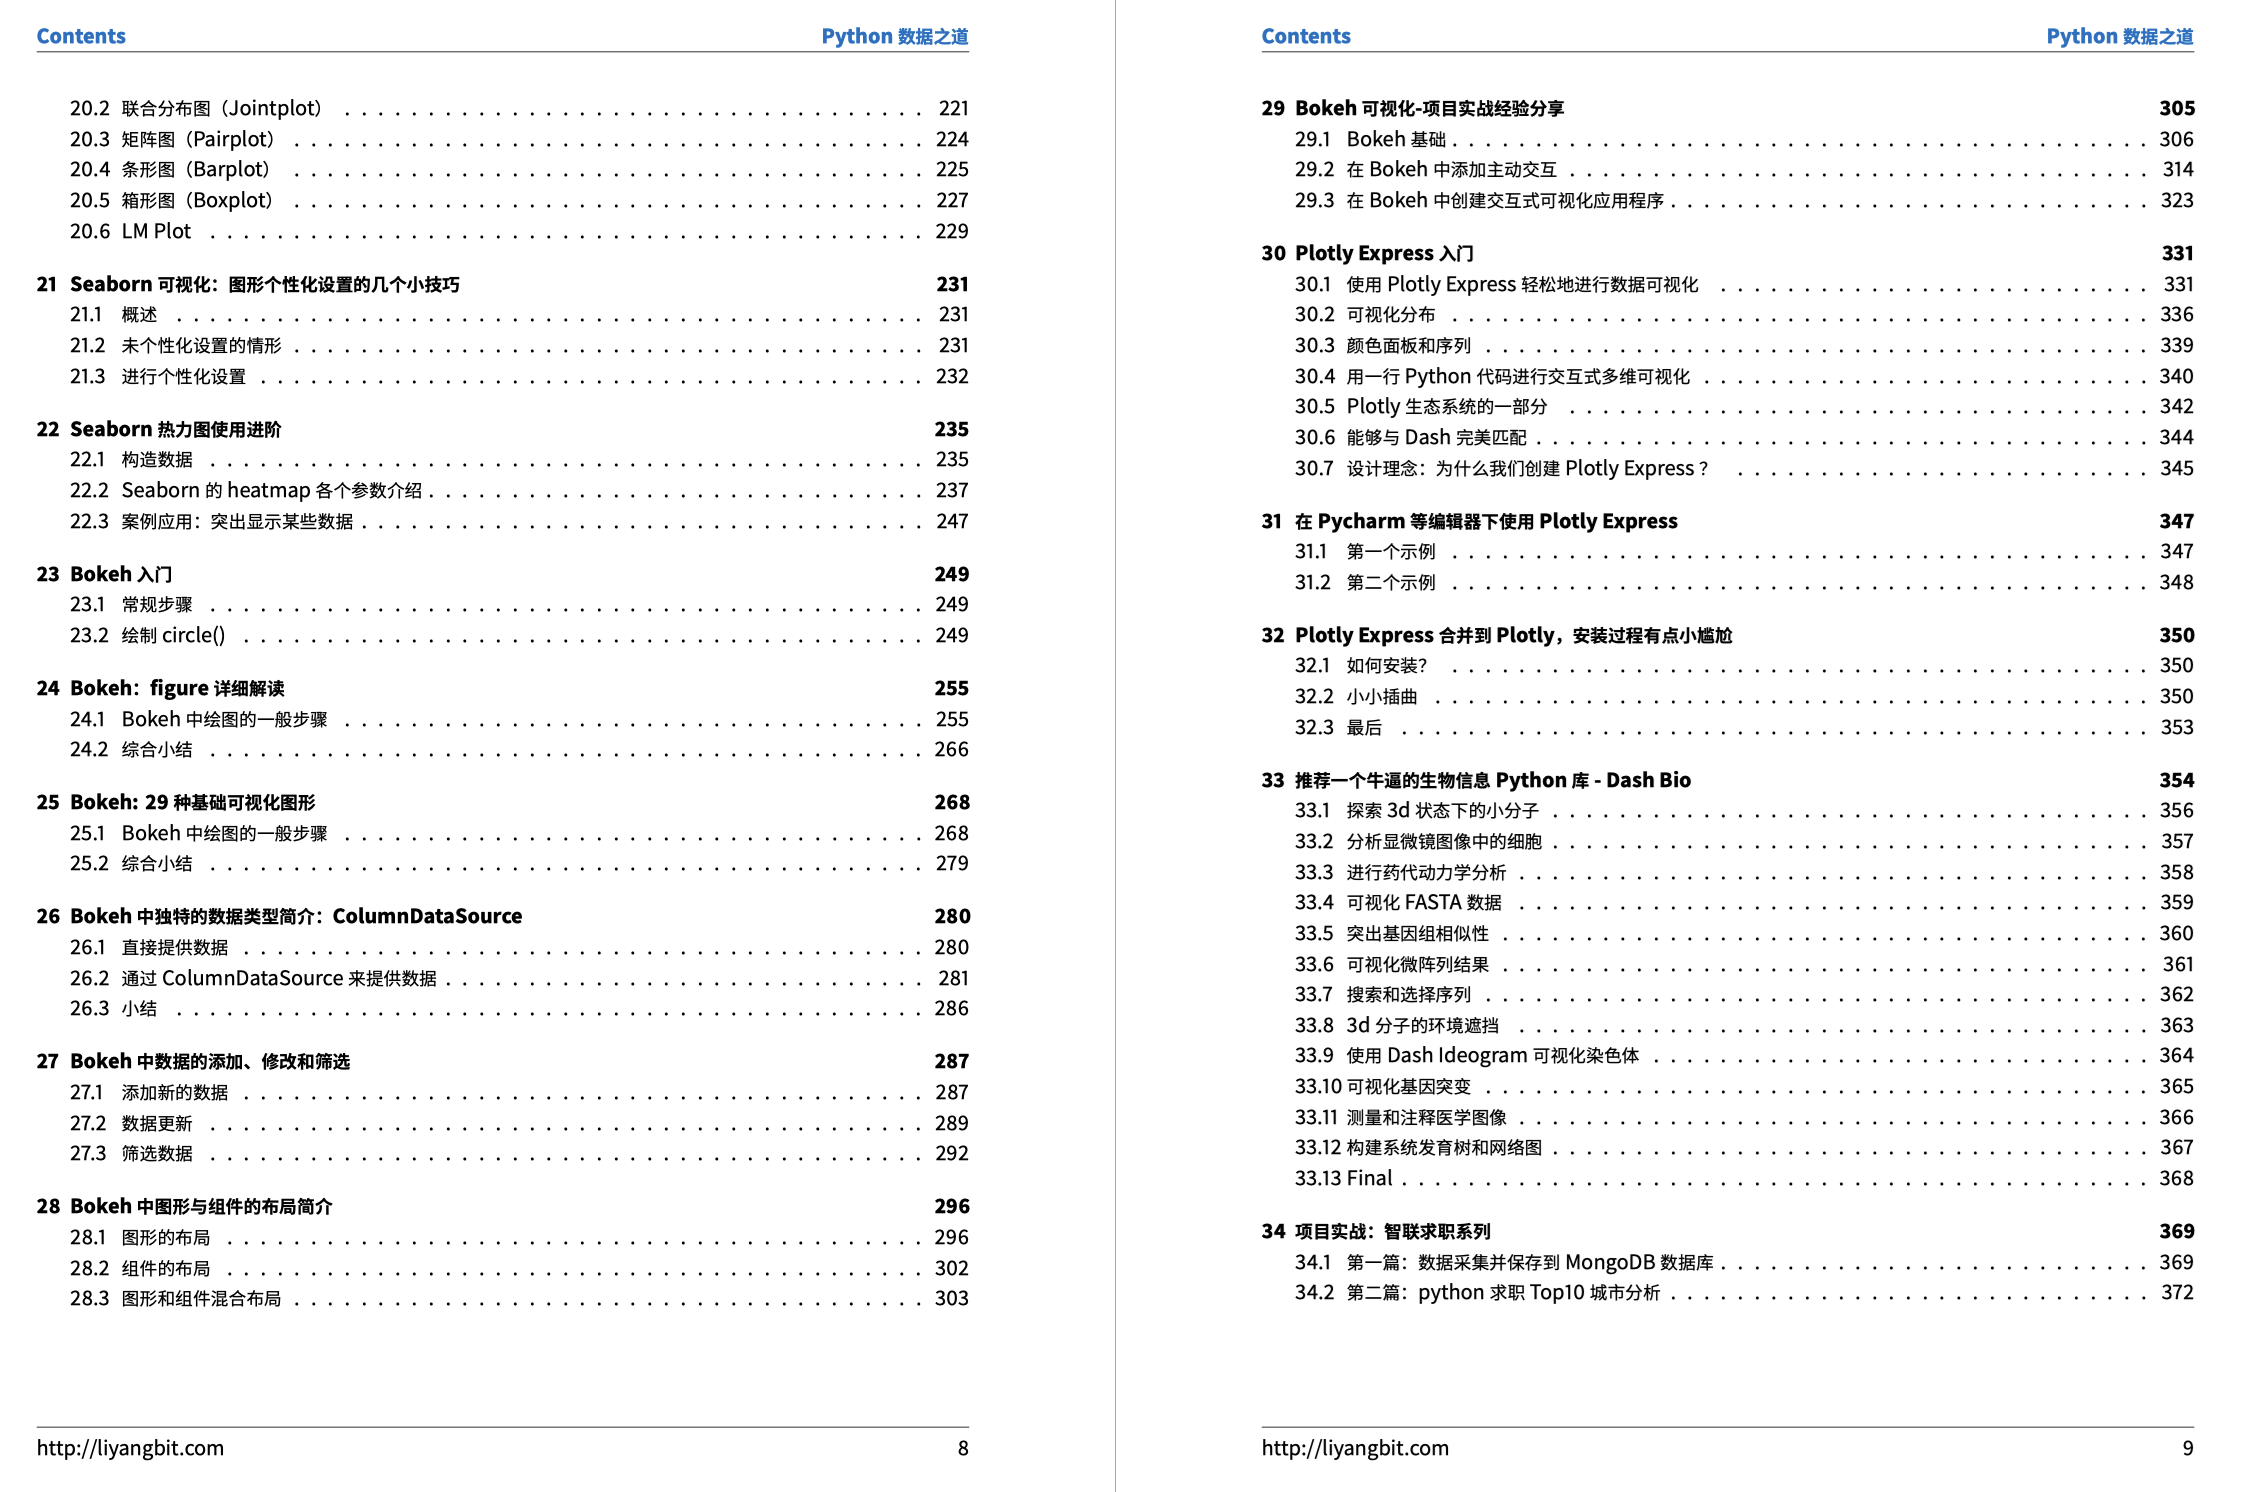 Contents Python 数据之道
20.2 联合分布图（Jointplot） 221
20.3 矩阵图（Pairplot） 224
20.4 条形图（Barplot） 225
20.5 箱形图（Boxplot） 227
20.6 LM Plot 229
21 Seaborn 可视化：图形个性化设置的几个小技巧 231
21.1 概述 231
21.2 未个性化设置的情形 231
21.3 进行个性化设置 232
22 Seaborn 热力图使用进阶 235
22.1 构造数据 235
22.2 Seaborn 的 heatmap 各个参数介绍 237
22.3 案例应用：突出显示某些数据 247
23 Bokeh 入门 249
23.1 常规步骤 249
23.2 绘制 circle() 249
24 Bokeh：figure 详细解读 255
24.1 Bokeh 中绘图的一般步骤 255
24.2 综合小结 266
25 Bokeh: 29 种基础可视化图形 268
25.1 Bokeh 中绘图的一般步骤 268
25.2 综合小结 279
26 Bokeh 中独特的数据类型简介：ColumnDataSource 280
26.1 直接提供数据 280
26.2 通过 ColumnDataSource 来提供数据 281
26.3 小结 286
27 Bokeh 中数据的添加、修改和筛选 287
27.1 添加新的数据 287
27.2 数据更新 289
27.3 筛选数据 292
28 Bokeh 中图形与组件的布局简介 296
28.1 图形的布局 296
28.2 组件的布局 302
28.3 图形和组件混合布局 303
http://liyangbit.com 8
Contents Python 数据之道
29 Bokeh 可视化-项目实战经验分享 305
29.1 Bokeh 基础 306
29.2 在 Bokeh 中添加主动交互 314
29.3 在 Bokeh 中创建交互式可视化应用程序 323
30 Plotly Express 入门 331
30.1 使用 Plotly Express 轻松地进行数据可视化 331
30.2 可视化分布 336
30.3 颜色面板和序列 339
30.4 用一行 Python 代码进行交互式多维可视化 340
30.5 Plotly 生态系统的一部分 342
30.6 能够与 Dash 完美匹配 344
30.7 设计理念：为什么我们创建 Plotly Express ? 345
31 在 Pycharm 等编辑器下使用 Plotly Express 347
31.1 第一个示例 347
31.2 第二个示例 348
32 Plotly Express 合并到 Plotly，安装过程有点小尴尬 350
32.1 如何安装？ 350
32.2 小小插曲 350
32.3 最后 353
33 推荐一个牛逼的生物信息 Python 库 - Dash Bio 354
33.1 探索 3d 状态下的小分子 356
33.2 分析显微镜图像中的细胞 357
33.3 进行药代动力学分析 358
33.4 可视化 FASTA 数据 359
33.5 突出基因组相似性 360
33.6 可视化微阵列结果 361
33.7 搜索和选择序列 362
33.8 3d 分子的环境遮挡 363
33.9 使用 Dash Ideogram 可视化染色体 364
33.10 可视化基因突变 365
33.11 测量和注释医学图像 366
33.12 构建系统发育树和网络图 367
33.13 Final 368
34 项目实战：智联求职系列 369
34.1 第一篇：数据采集并保存到 MongoDB 数据库 369
34.2 第二篇：python 求职 Top10 城市分析 372
http://liyangbit.com 9